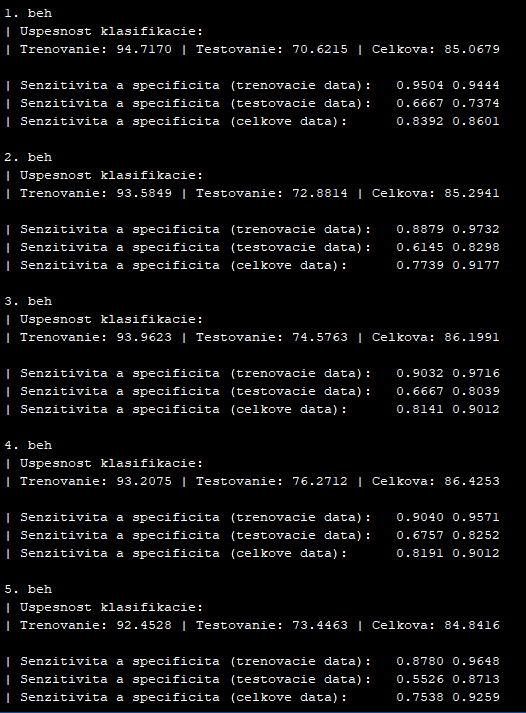 1. beh
| Uspesnost klasifikacie:
| Trenovanie: 94.7170 | Testovanie: 70.6215 | Celkova: 85.0679
| Senzitivita a specificita (trenovacie data): 0.9504 0.9444
| Senzitivita a specificita (testovacie data): 0.6667 0.7374
| Senzitivita a specificita (celkove data): 0.8392 0.8601
2. beh
| Uspesnost klasifikacie:
| Trenovanie: 93.5849 | Testovanie: 72.8814 | Celkova: 85.2941
| Senzitivita a specificita (trenovacie data): 0.8879 0.9732
| Senzitivita a specificita (testovacie data): 0.6145 0.8298
| Senzitivita a specificita (celkove data): 0.7739 0.9177
3. beh
| Uspesnost klasifikacie:
| Trenovanie: 93.9623 | Testovanie: 74.5763 | Celkova: 86.1991
| Senzitivita a specificita (trenovacie data): 0.9032 0.9716
| Senzitivita a specificita (testovacie data): 0.6667 0.8039
| Senzitivita a specificita (celkove data): 0.8141 0.9012
4. beh
| Uspesnost klasifikacie:
| Trenovanie: 93.2075 | Testovanie: 76.2712 | Celkova: 86.4253
| Senzitivita a specificita (trenovacie data): 0.9040 0.9571
| Senzitivita a specificita (testovacie data): 0.6757 0.8252
| Senzitivita a specificita (celkove data): 0.8191 0.9012
5. beh
| Uspesnost klasifikacie:
| Trenovanie: 92.4528 | Testovanie: 73.4463 | Celkova: 84.8416
| Senzitivita a specificita (trenovacie data): 0.8780 0.9648
| Senzitivita a specificita (testovacie data): 0.5526 0.8713
| Senzitivita a specificita (celkove data): 0.7538 0.9259